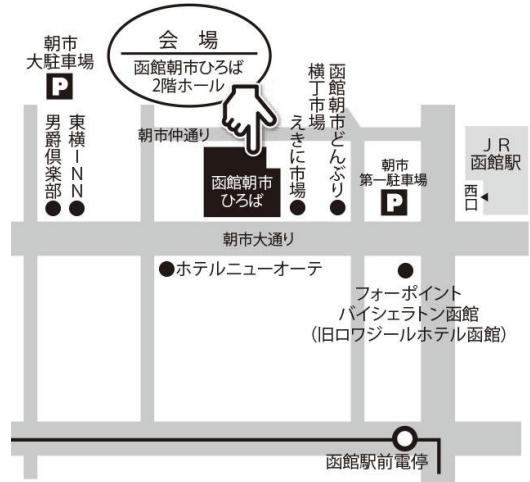 朝市
大駐車場
P
会 場
函館朝市ひろば
2階ホール
函館朝市どんぶり
横丁市場
えきに市場
朝市仲通り
東横INN
男爵倶楽部
函館朝市
ひろば
朝市
第一駐車場
P
JR
函館駅
西口
朝市大通り
ホテルニューオーテ
フォーポイント
バイシェラトン函館
(旧ロワジールホテル函館)
函館駅前電停